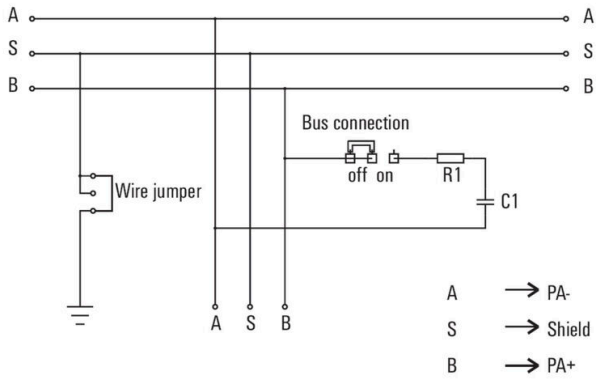 A A
S S
B B
Bus connection
off on R1
Wire jumper
C1
A S B
A PA-
S Shield
B PA+